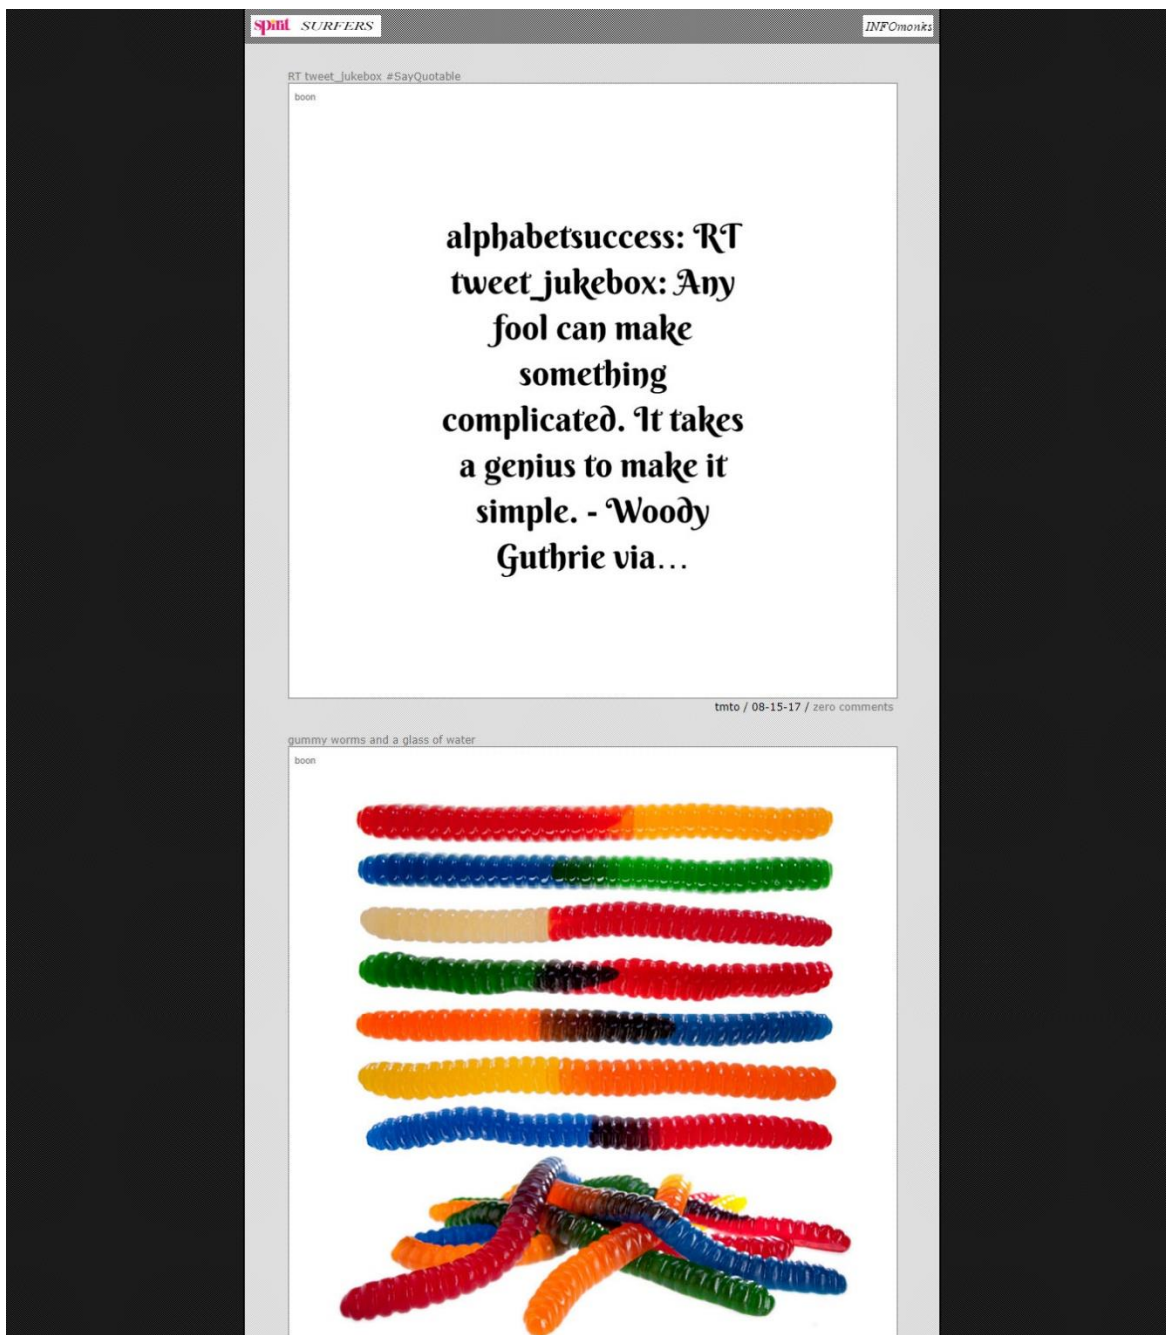 spirit SURFERS
INFOmonks
RT tweet_Jukebox #SayQuotable
boon
alphabetsuccess: RT
tweet_jukebox: Any
fool can make
something
complicated. It takes
a genius to make it
simple. - Woody
Guthrie via…
tmto / 08-15-17 / zero comments
gummy worms and a glass of water
boon